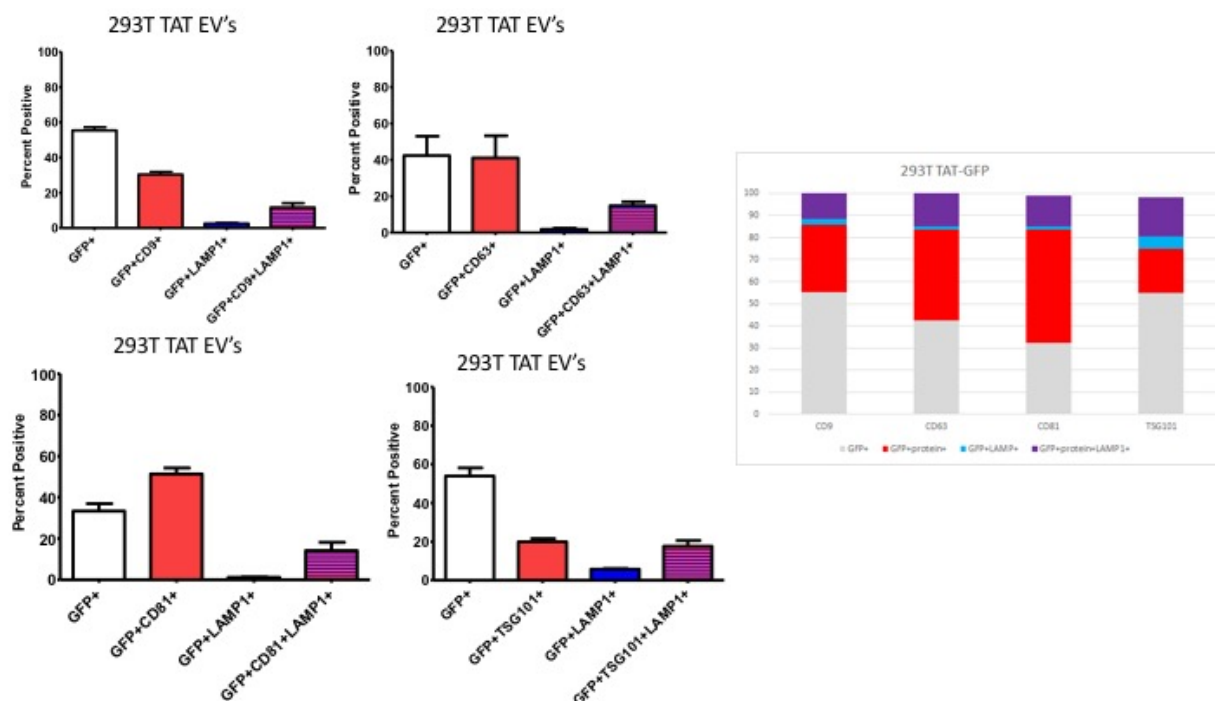 293T TAT EV's
Percent Positive
100
80
60
40
20
0
GFP+
GFP+CD9+
GFP+LAMP1+
GFP+CD9+LAMP1+
293T TAT EV's
Percent Positive
100
80
60
40
20
0
GFP+
GFP+CD63+
GFP+LAMP1+
GFP+CD63+LAMP1+
293T TAT EV's
Percent Positive
100
80
60
40
20
0
GFP+
GFP+CD81+
GFP+LAMP1+
GFP+CD81+LAMP1+
293T TAT EV's
Percent Positive
100
80
60
40
20
0
GFP+
GFP+TSG101+
GFP+LAMP1+
GFP+TSG101+LAMP1+
293T TAT-GFP
100
90
80
70
60
50
40
30
20
10
0
CD9 CD63 CD81 TSG101
GFP+ GFP+protein+ GFP+LAMP+ GFP+protein+LAMP1+